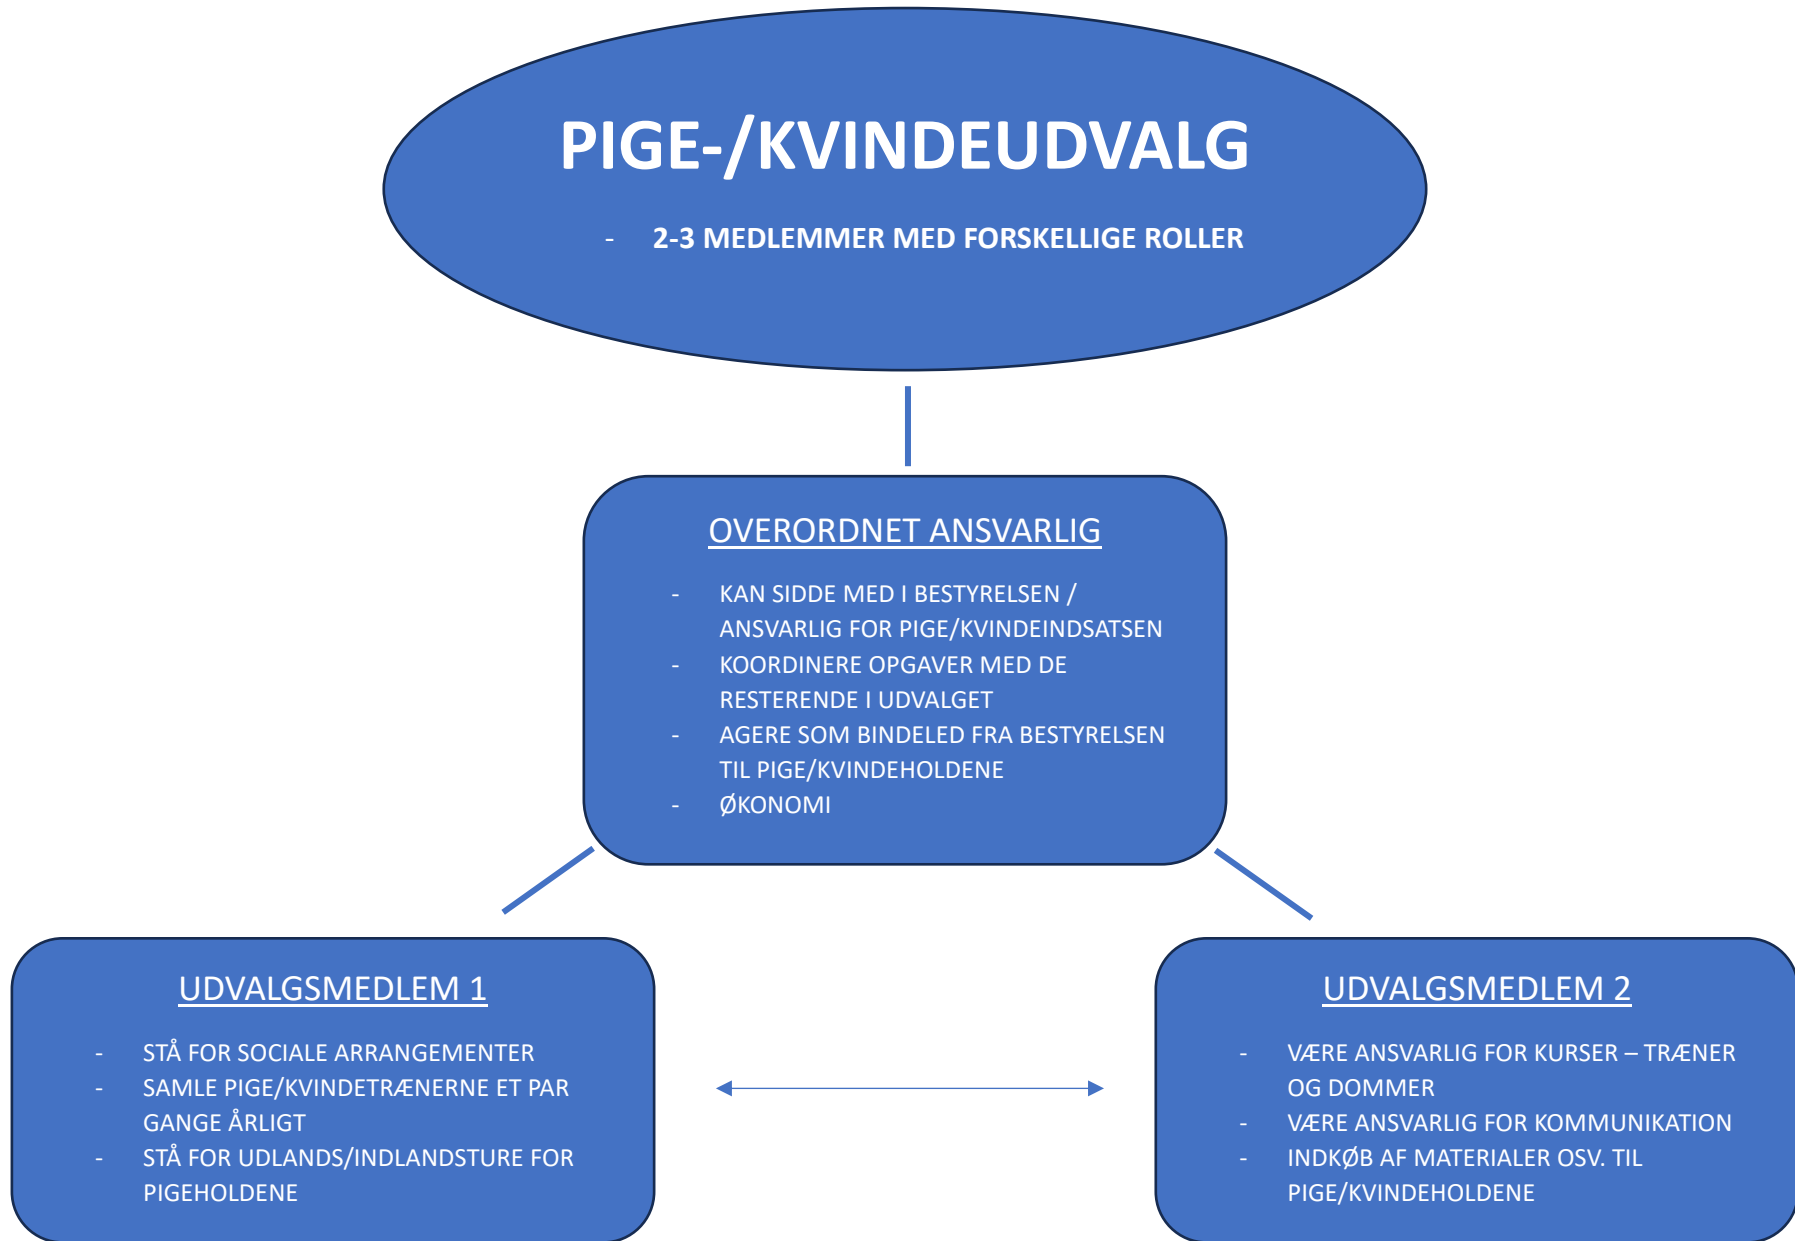 PIGE-/KVINDEUDVALG
- 2-3 MEDLEMMER MED FORSKELLIGE ROLLER
OVERORDNET ANSVARLIG
- KAN SIDDE MED I BESTYRELSEN /
ANSVARLIG FOR PIGE/KVINDEINDSATSEN
- KOORDINERE OPGAVER MED DE
RESTERENDE I UDVALGET
- AGERE SOM BINDELED FRA BESTYRELSEN
TIL PIGE/KVINDEHOLDENE
- ØKONOMI
UDVALGSMEDLEM 1
- STÅ FOR SOCIALE ARRANGEMENTER
- SAMLE PIGE/KVINDETRÆNERNE ET PAR
GANGE ÅRLIGT
- STÅ FOR UDLANDS/INDLANDSTURE FOR
PIGEHOLDENE
UDVALGSMEDLEM 2
- VÆRE ANSVARLIG FOR KURSER – TRÆNER
OG DOMMER
- VÆRE ANSVARLIG FOR KOMMUNIKATION
- INDKØB AF MATERIALER OSV. TIL
PIGE/KVINDEHOLDENE